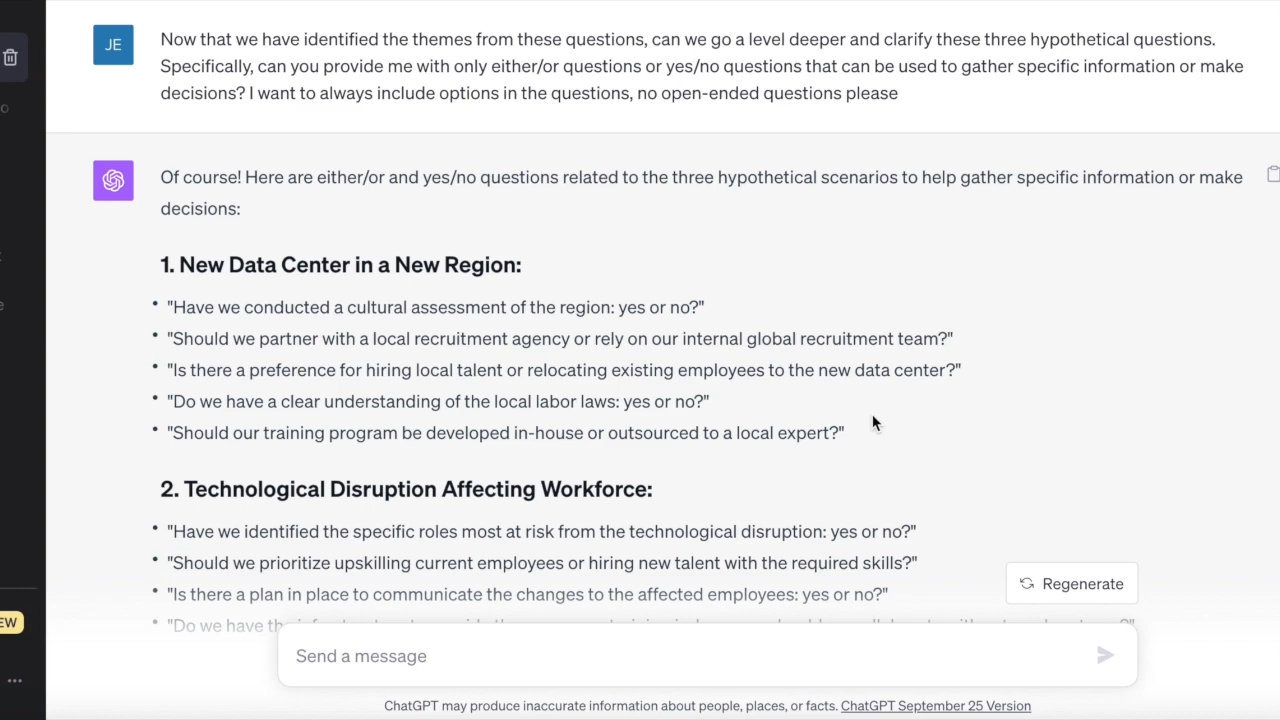 JE
Now that we have identified the themes from these questions, can we go a level deeper and clarify these three hypothetical questions.
Specifically, can you provide me with only either/or questions or yes/no questions that can be used to gather specific information or make
decisions? I want to always include options in the questions, no open-ended questions please
Of course! Here are either/or and yes/no questions related to the three hypothetical scenarios to help gather specific information or make
decisions:
1. New Data Center in a New Region:
• "Have we conducted a cultural assessment of the region: yes or no?"
• "Should we partner with a local recruitment agency or rely on our internal global recruitment team?"
• "Is there a preference for hiring local talent or relocating existing employees to the new data center?"
• "Do we have a clear understanding of the local labor laws: yes or no?"
• "Should our training program be developed in-house or outsourced to a local expert?"
2. Technological Disruption Affecting Workforce:
• "Have we identified the specific roles most at risk from the technological disruption: yes or no?"
• "Should we prioritize upskilling current employees or hiring new talent with the required skills?"
• "Is there a plan in place to communicate the changes to the affected employees: yes or no?"
• "Do we have
Regenerate
EW
Send a message
ChatGPT may produce inaccurate information about people, places, or facts. ChatGPT September 25 Version